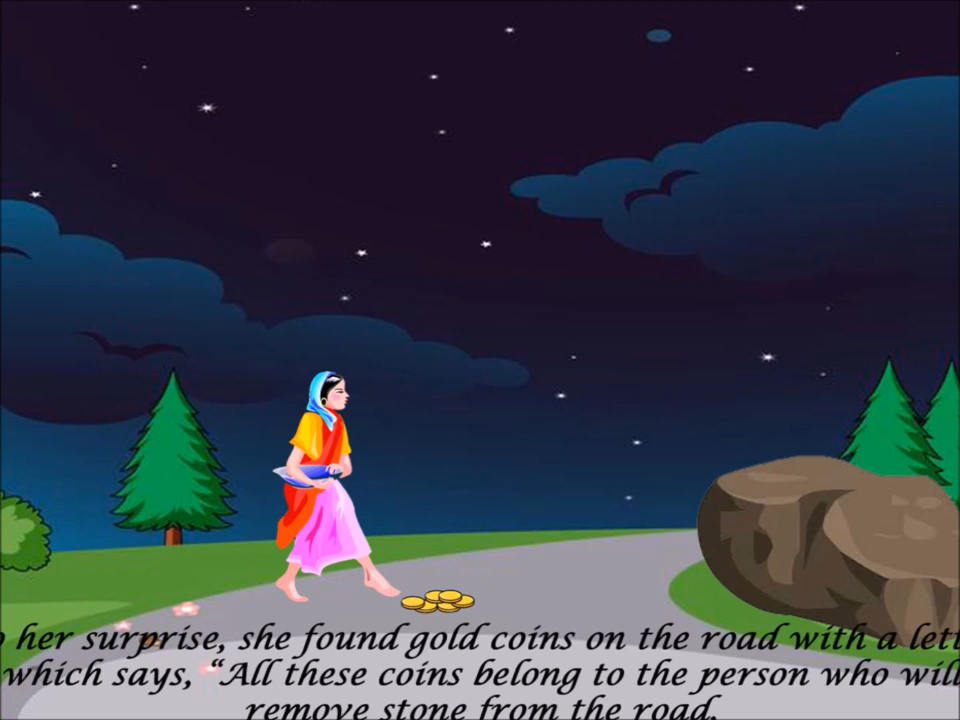 her surprise, she found gold coins on the road with a
which says, “All these coins belong to the person who will
remove stone from the road.